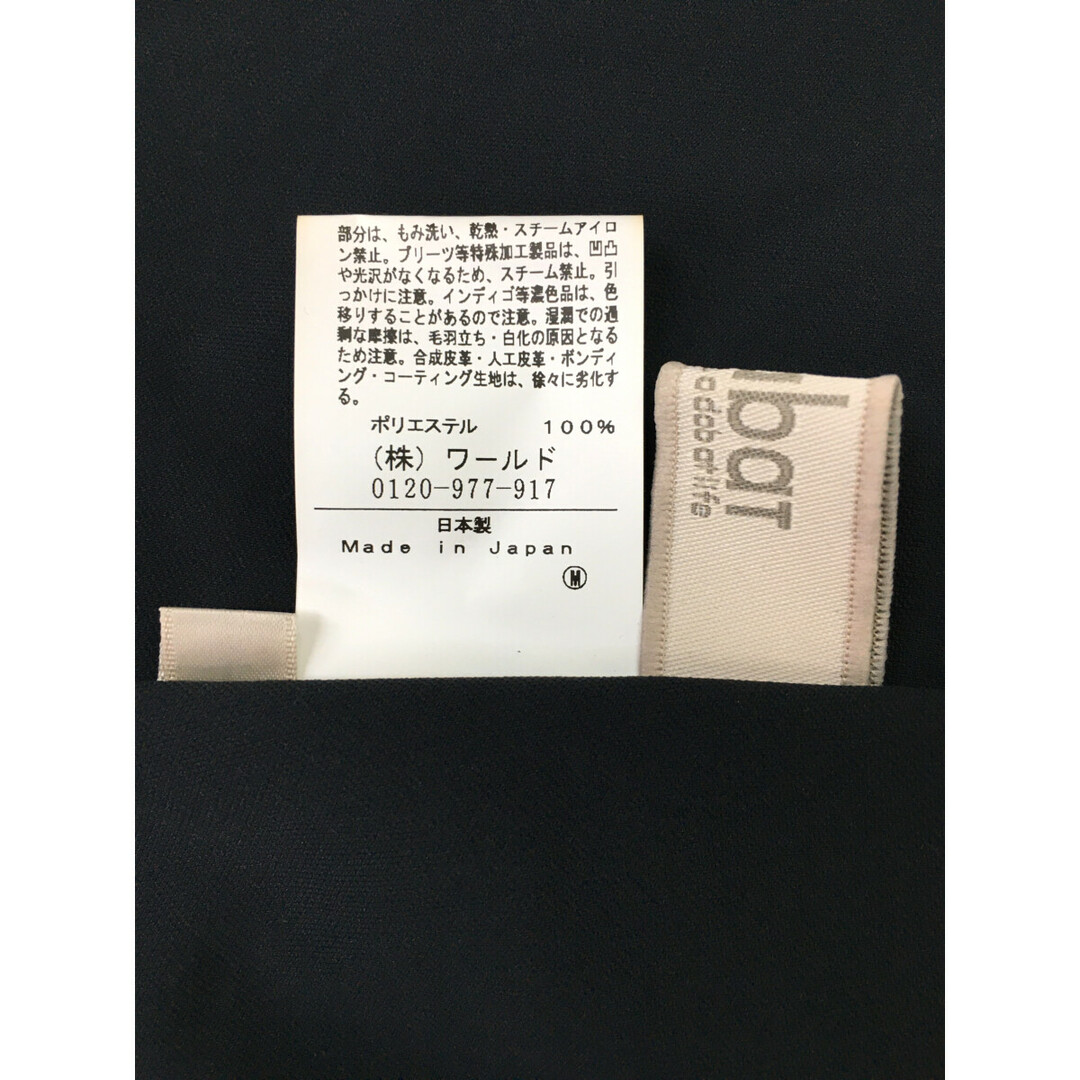 部分は、もみ洗い、乾熱・スチームアイロ
ン禁止。プリーツ等特殊加工製品は、凹凸
や光沢がなくなるため、スチーム禁止。引
っかけに注意。インディゴ等濃色品は、色
移りすることがあるので注意。湿潤での過
剰な摩擦は、毛羽立ち・白化の原因となる
ため注意。合成皮革・人工皮革・ボンディ
ング・コーティング生地は、徐々に劣化す
る。
ポリエステル 100%
(株) ワールド
0120-977-917
日本製
Made in Japan
M
baT
adabatlife